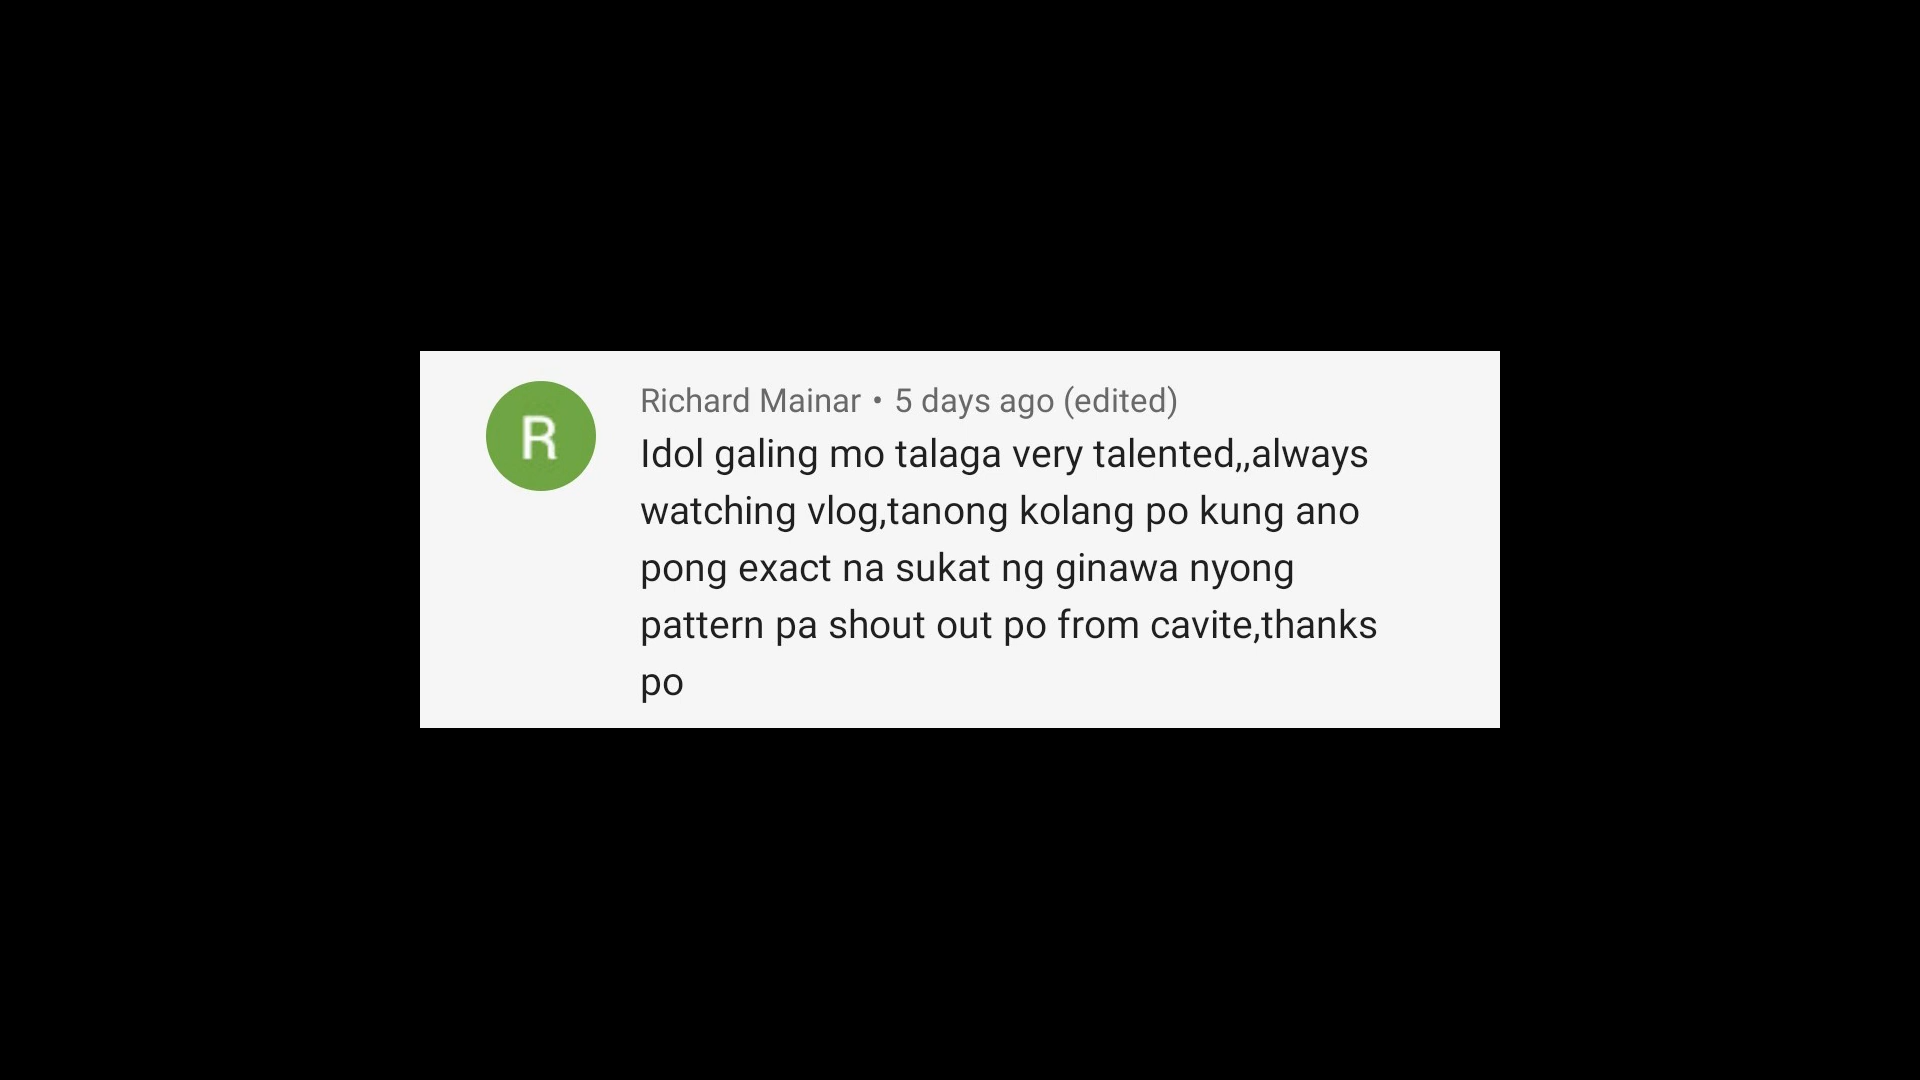 R
Richard Mainar • 5 days ago (edited)
Idol galing mo talaga very talented,,always
watching vlog,tanong kolang po kung ano
pong exact na sukat ng ginawa nyong
pattern pa shout out po from cavite,thanks
po